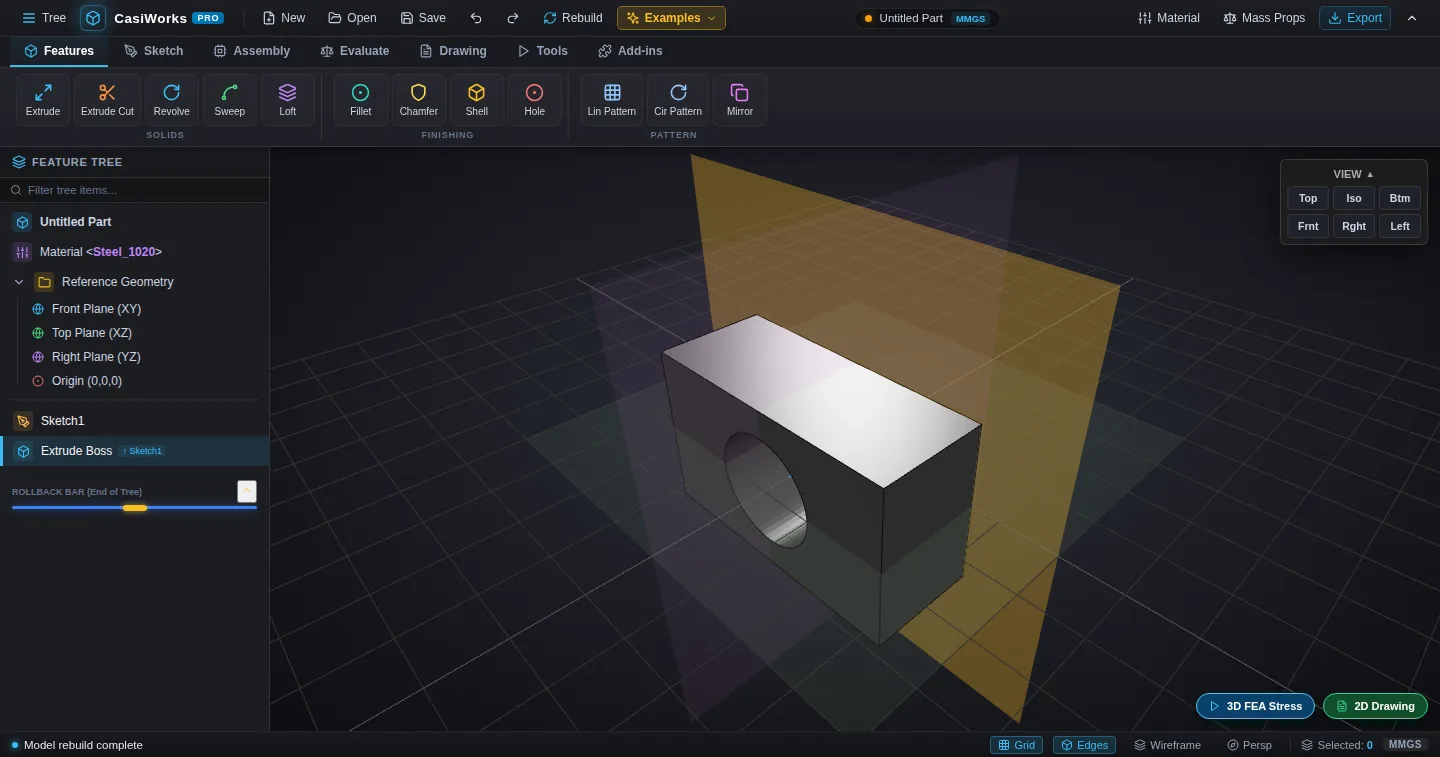 Tree CasiWorks PRO New Open Save Rebuild Examples Untitled Part MMGS Material Mass Props Export
Features Sketch Assembly Evaluate Drawing Tools Add-ins
Extrude Extrude Cut Revolve Sweep Loft Fillet Chamfer Shell Hole Lin Pattern Cir Pattern Mirror
SOLIDS FINISHING PATTERN
FEATURE TREE
Filter tree items...
Untitled Part
Material <Steel_1020>
Reference Geometry
Front Plane (XY)
Top Plane (XZ)
Right Plane (YZ)
Origin (0,0,0)
Sketch1
Extrude Boss ↑ Sketch1
ROLLBACK BAR (End of Tree)
VIEW ▲
Top Iso Btm
Frnt Rght Left
3D FEA Stress 2D Drawing
Model rebuild complete Grid Edges Wireframe Persp Selected: 0 MMGS